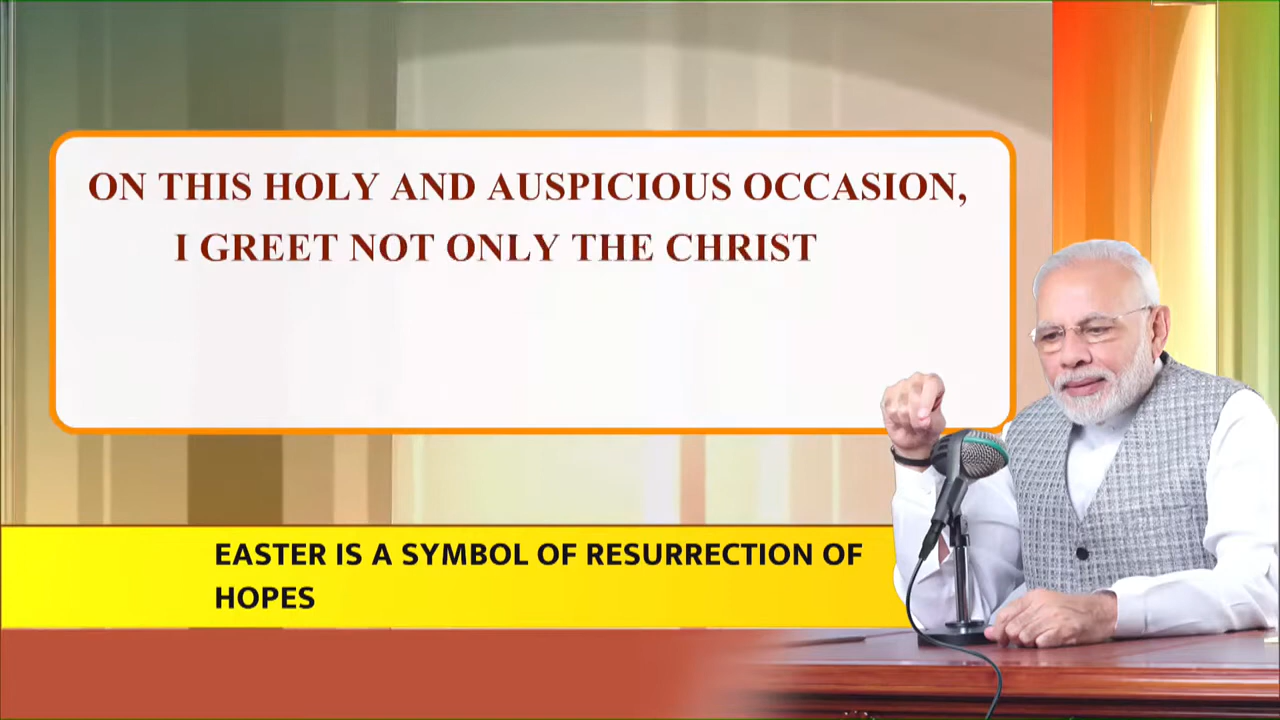 ON THIS HOLY AND AUSPICIOUS OCCASION,
I GREET NOT ONLY THE CHRIST
EASTER IS A SYMBOL OF RESURRECTION OF
HOPES